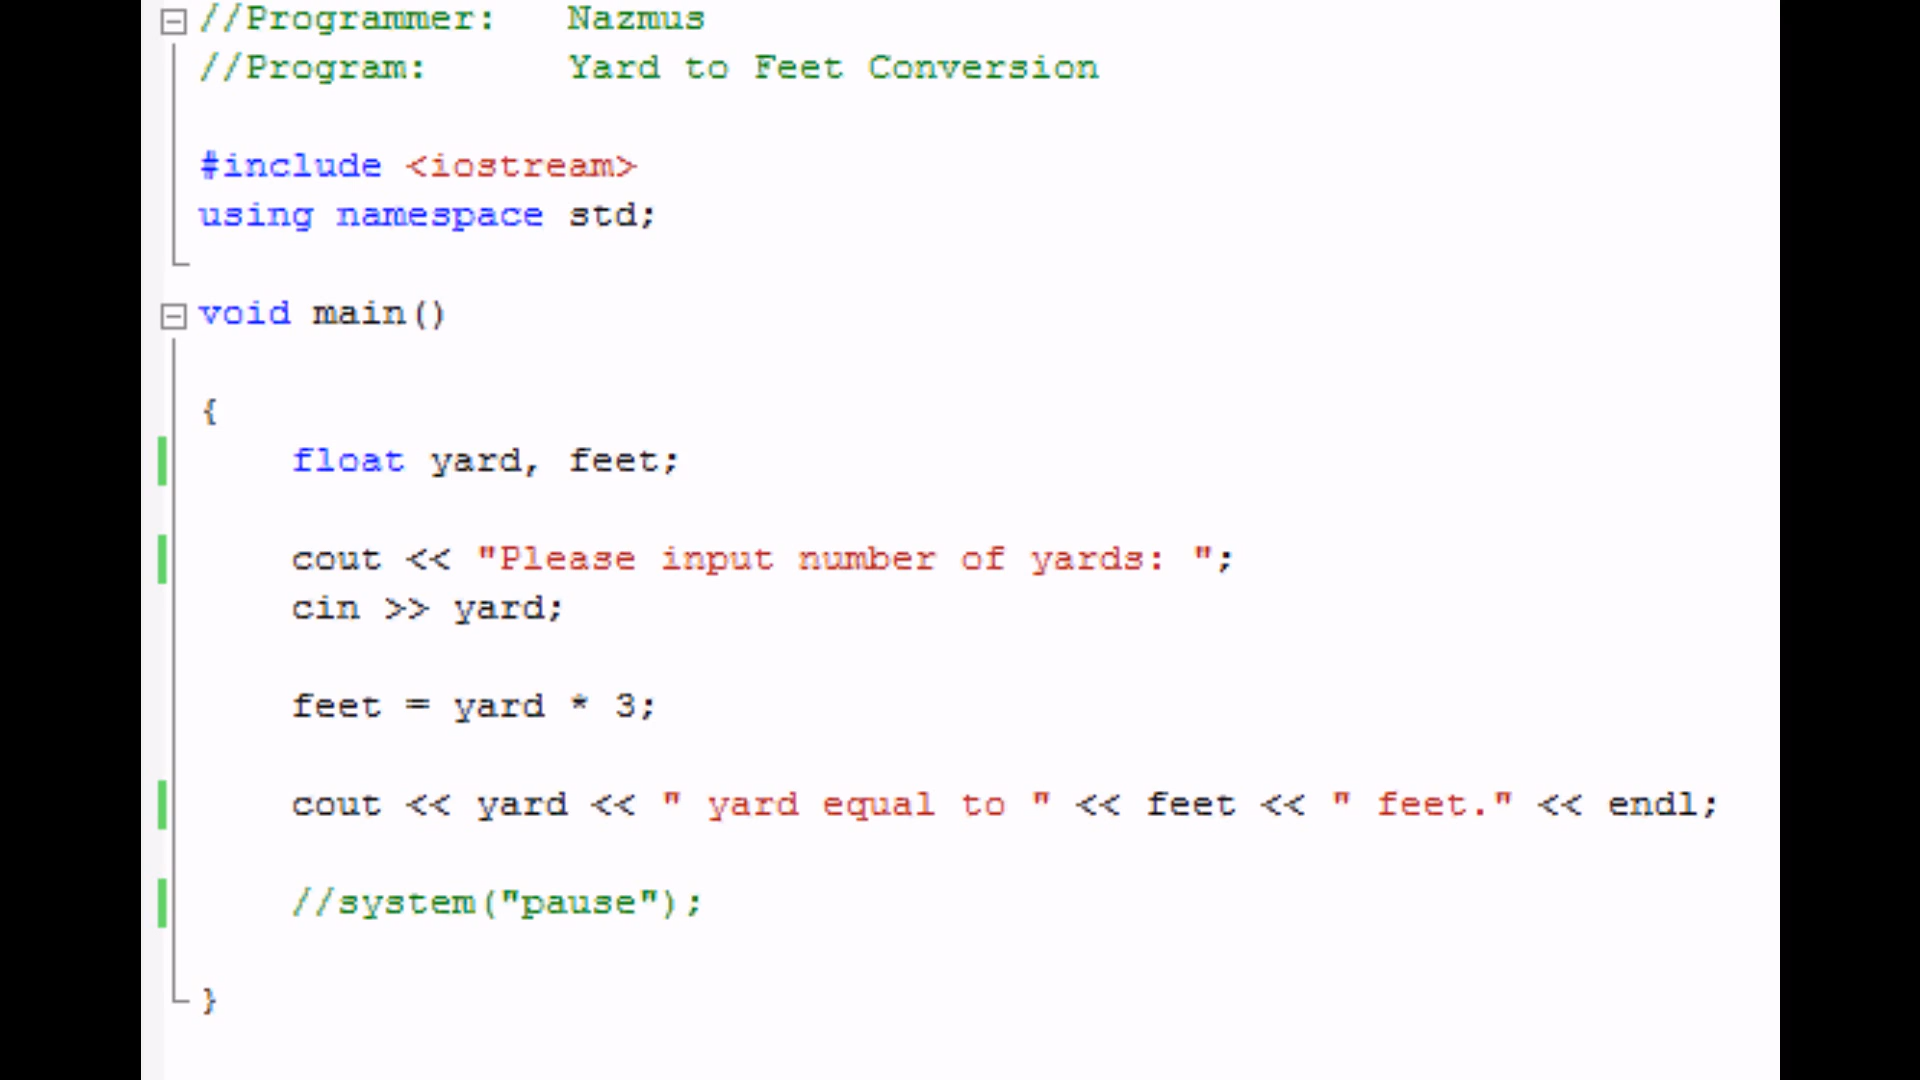 //Programmer:   Nazmus
//Program:      Yard to Feet Conversion
#include <iostream>
using namespace std;
void main()
{
    float yard, feet;
    cout << "Please input number of yards: ";
    cin >> yard;
    feet = yard * 3;
    cout << yard << " yard equal to " << feet << " feet." << endl;
    //system("pause");
}